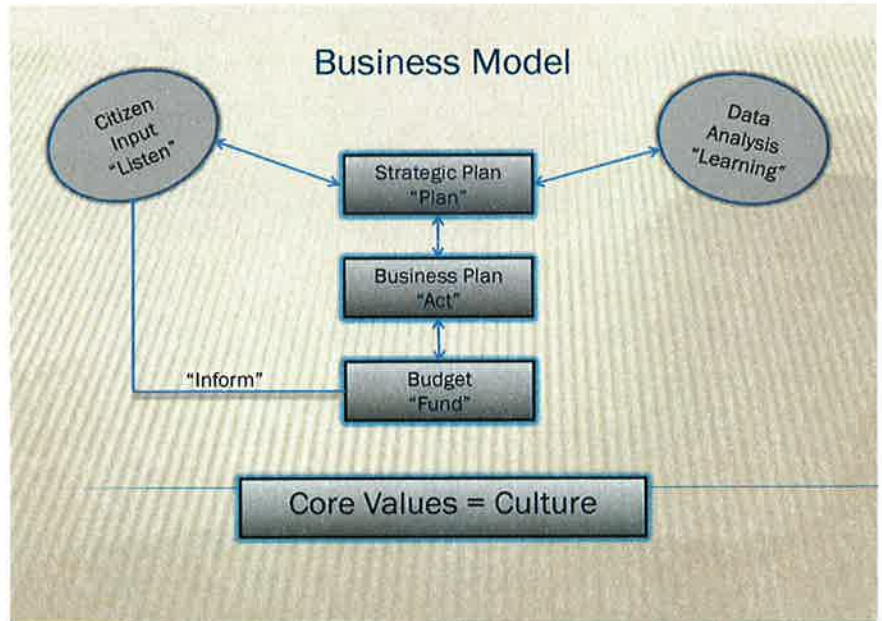 Business Model
Citizen
Input
"Listen"
Data
Analysis
"Learning"
Strategic Plan
"Plan"
Business Plan
"Act"
"Inform"
Budget
"Fund"
Core Values = Culture